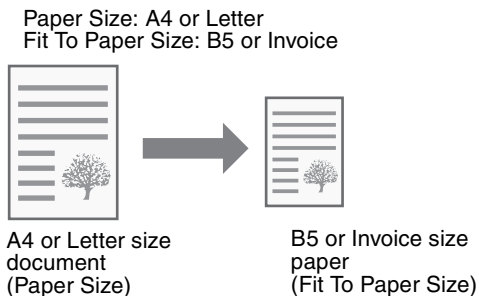 Paper Size: A4 or Letter
Fit To Paper Size: B5 or Invoice
A4 or Letter size
document
(Paper Size)
B5 or Invoice size
paper
(Fit To Paper Size)